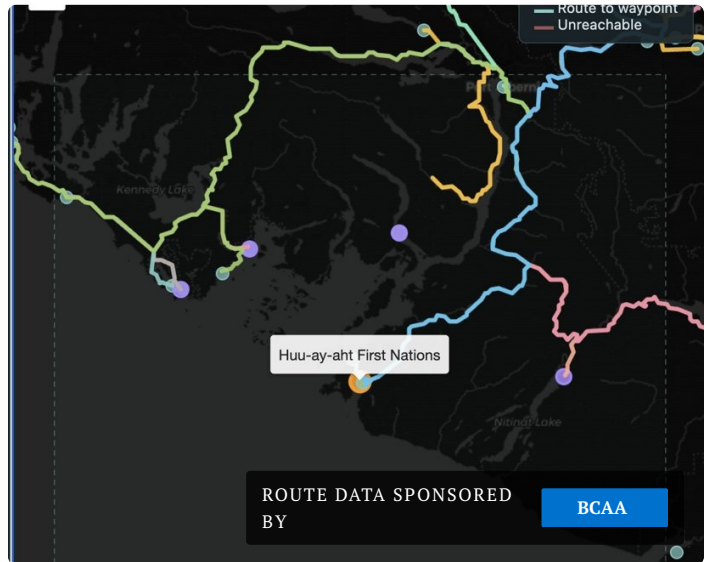 Route to waypoint
Unreachable
Kennedy Lake
Huu-ay-aht First Nations
Nitinat Lake
ROUTE DATA SPONSORED
BY
BCAA